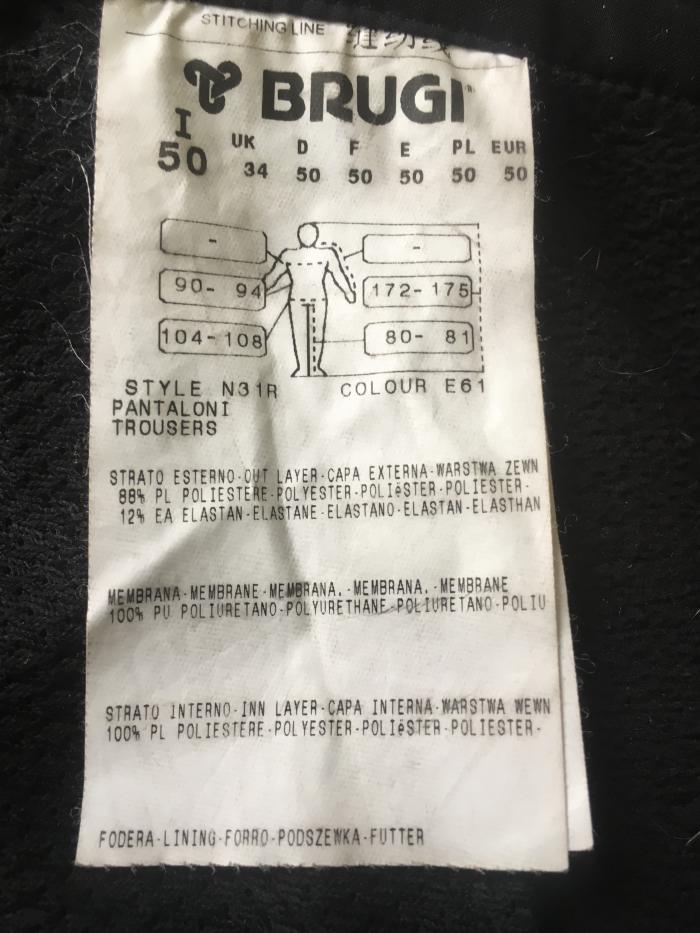 STITCHING LINE 缝纫线
BRUGI
I UK D F E PL EUR
50 34 50 50 50 50 50
- -
90- 94 172- 175
104- 108 80- 81
STYLE N31R COLOUR E61
PANTALONI
TROUSERS
STRATO ESTERNO-OUT LAYER-CAPA EXTERNA-WARSTWA ZEWN
88% PL POLIESTERE-POLYESTER-POLIéSTER-POLIESTER-
12% EA ELASTAN-ELASTANE-ELASTANO-ELASTAN-ELASTHAN
MEMBRANA-MEMBRANE-MEMBRANA.-MEMBRANA.-MEMBRANE
100% PU POLIURETANO-POLYURETHANE-POLIURETANO-POLIU
STRATO INTERNO-INN LAYER-CAPA INTERNA-WARSTWA WEWN
100% PL POLIESTERE-POLYESTER-POLIéSTER-POLIESTER-
FODERA-LINING-FORRO-PODSZEWKA-FUTTER